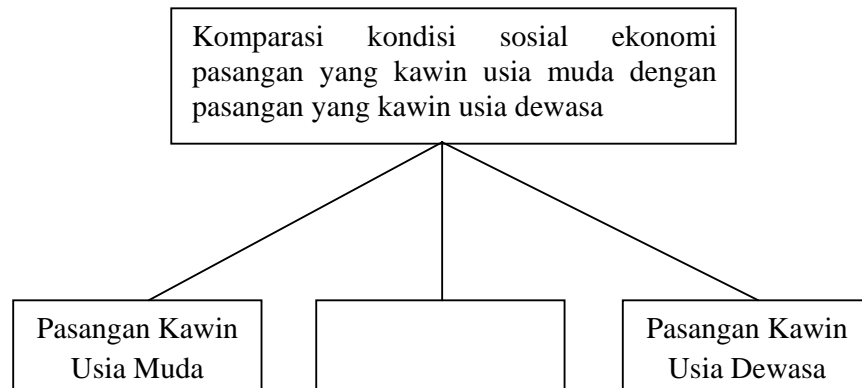 Komparasi kondisi sosial ekonomi
pasangan yang kawin usia muda dengan
pasangan yang kawin usia dewasa
Pasangan Kawin
Usia Muda
Pasangan Kawin
Usia Dewasa